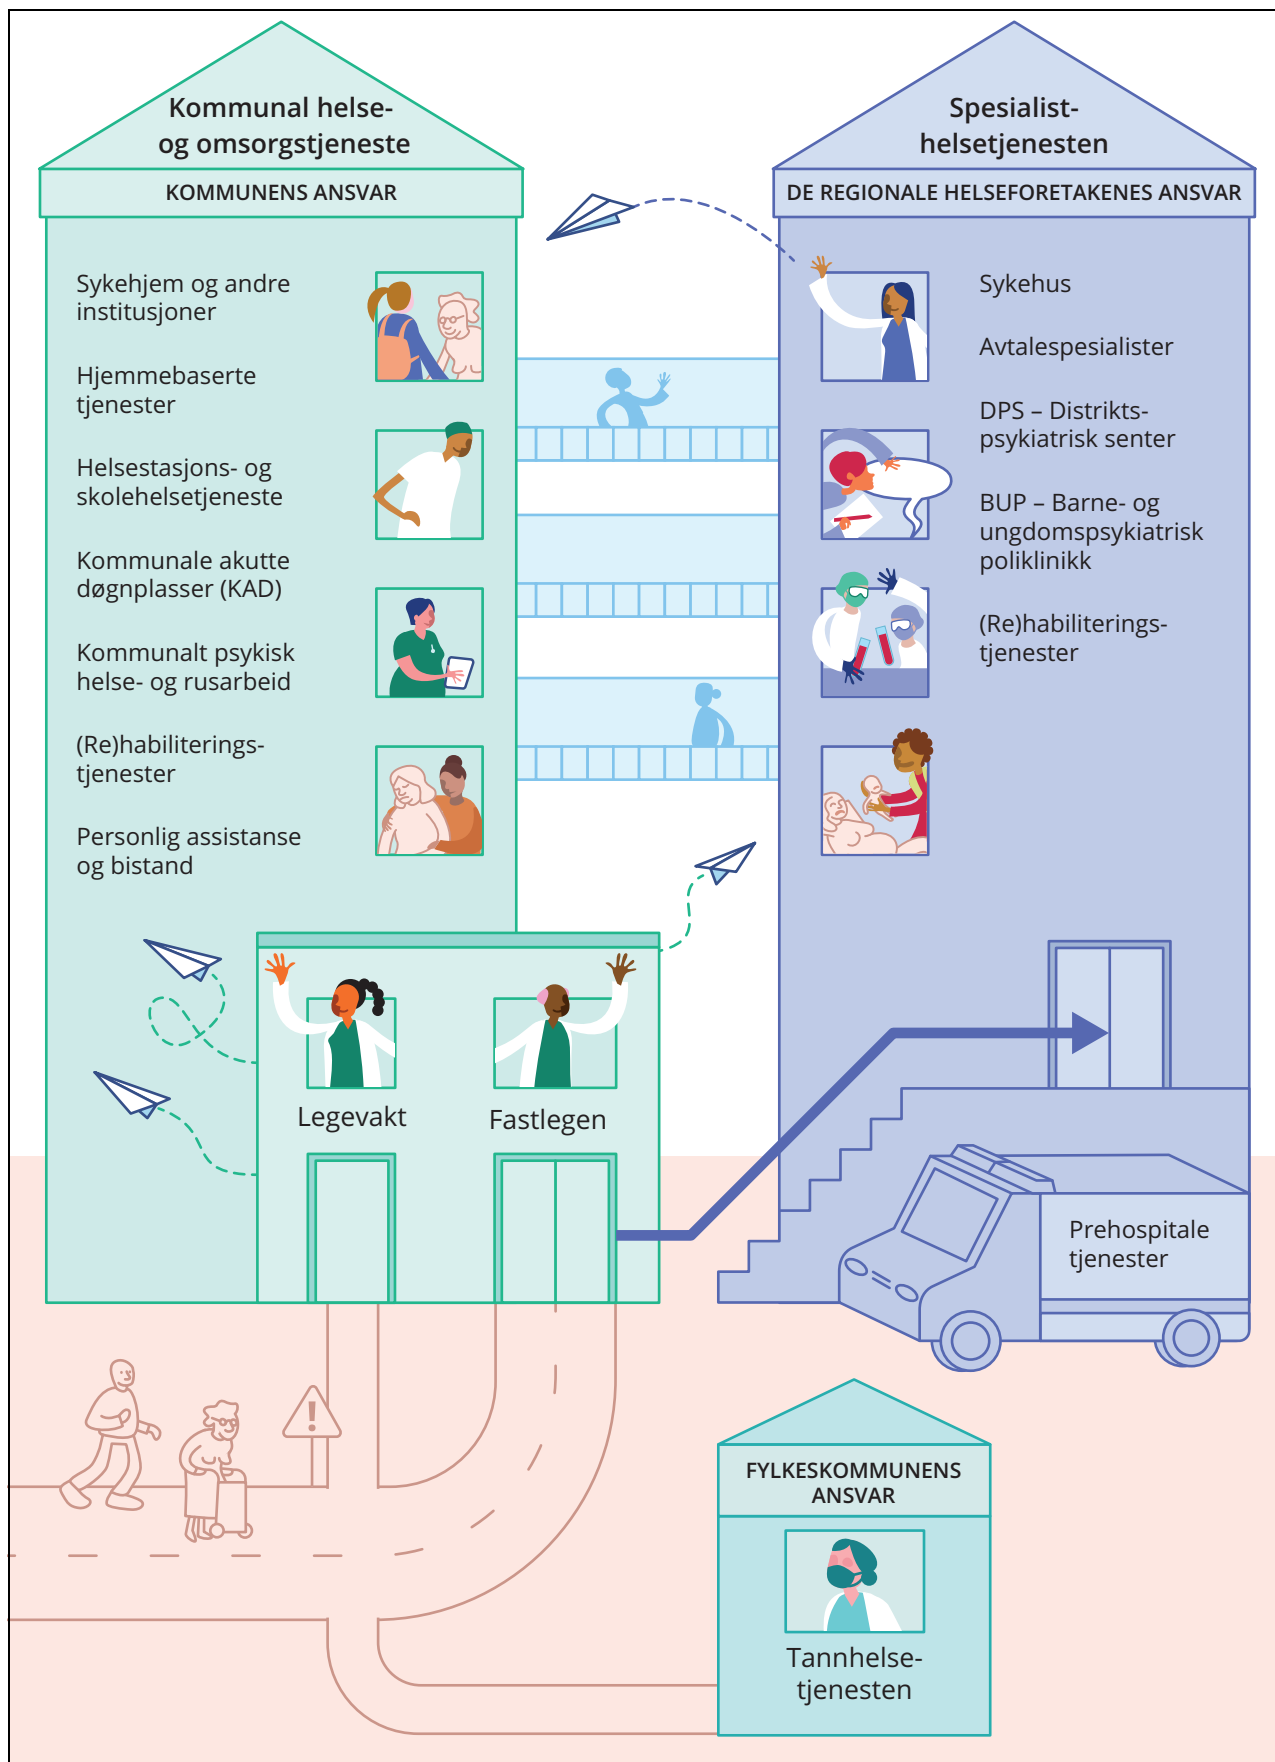 Kommunal helse-
og omsorgstjeneste
KOMMUNENS ANSVAR
Sykehjem og andre
institusjoner
Hjemmebaserte
tjenester
Helsestasjons- og
skolehelsetjeneste
Kommunale akutte
døgnplasser (KAD)
Kommunalt psykisk
helse- og rusarbeid
(Re)habiliterings-
tjenester
Personlig assistanse
og bistand
Legevakt
Fastlegen
Spesialist-
helsetjenesten
DE REGIONALE HELSEFORETAKENES ANSVAR
Sykehus
Avtalespesialister
DPS – Distrikts-
psykiatrisk senter
BUP – Barne- og
ungdomspsykiatrisk
poliklinikk
(Re)habiliterings-
tjenester
Prehospitale
tjenester
!
FYLKESKOMMUNENS
ANSVAR
Tannhelse-
tjenesten